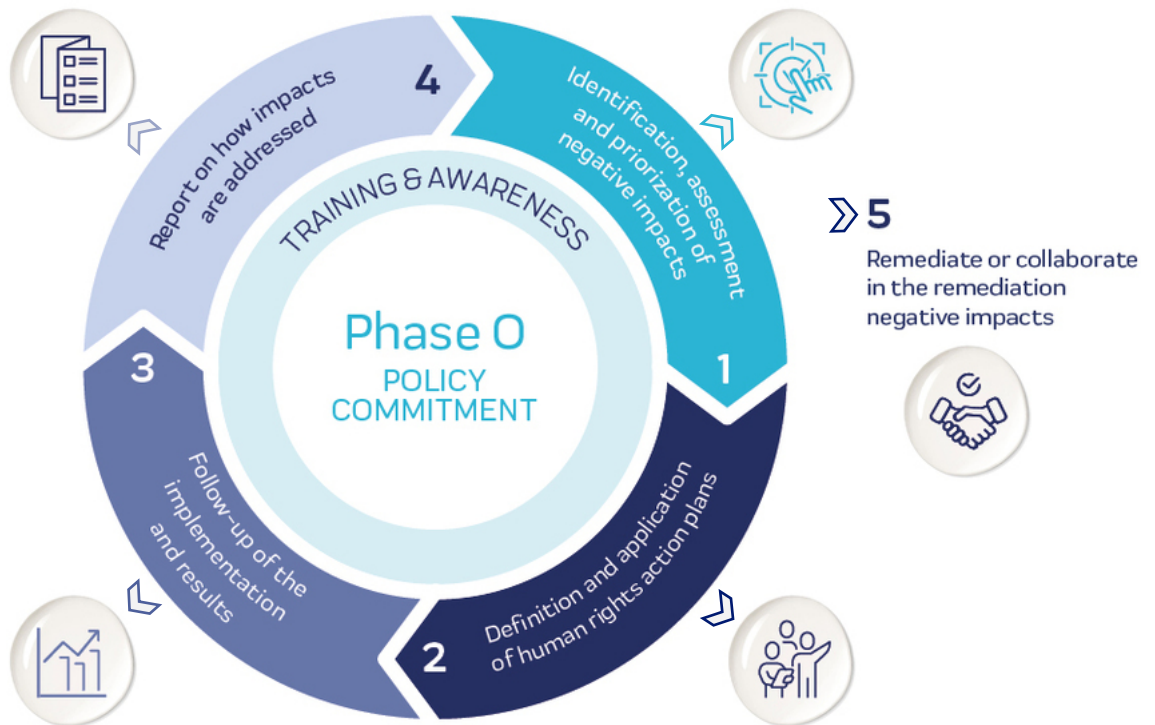 4
Report on how impacts
are addressed
Identification, assessment
and priorization of
negative impacts
1
TRAINING & AWARENESS
Phase 0
POLICY
COMMITMENT
5
Remediate or collaborate
in the remediation
negative impacts
3
Follow-up of the
implementation
and results
2
Definition and application
of human rights action plans